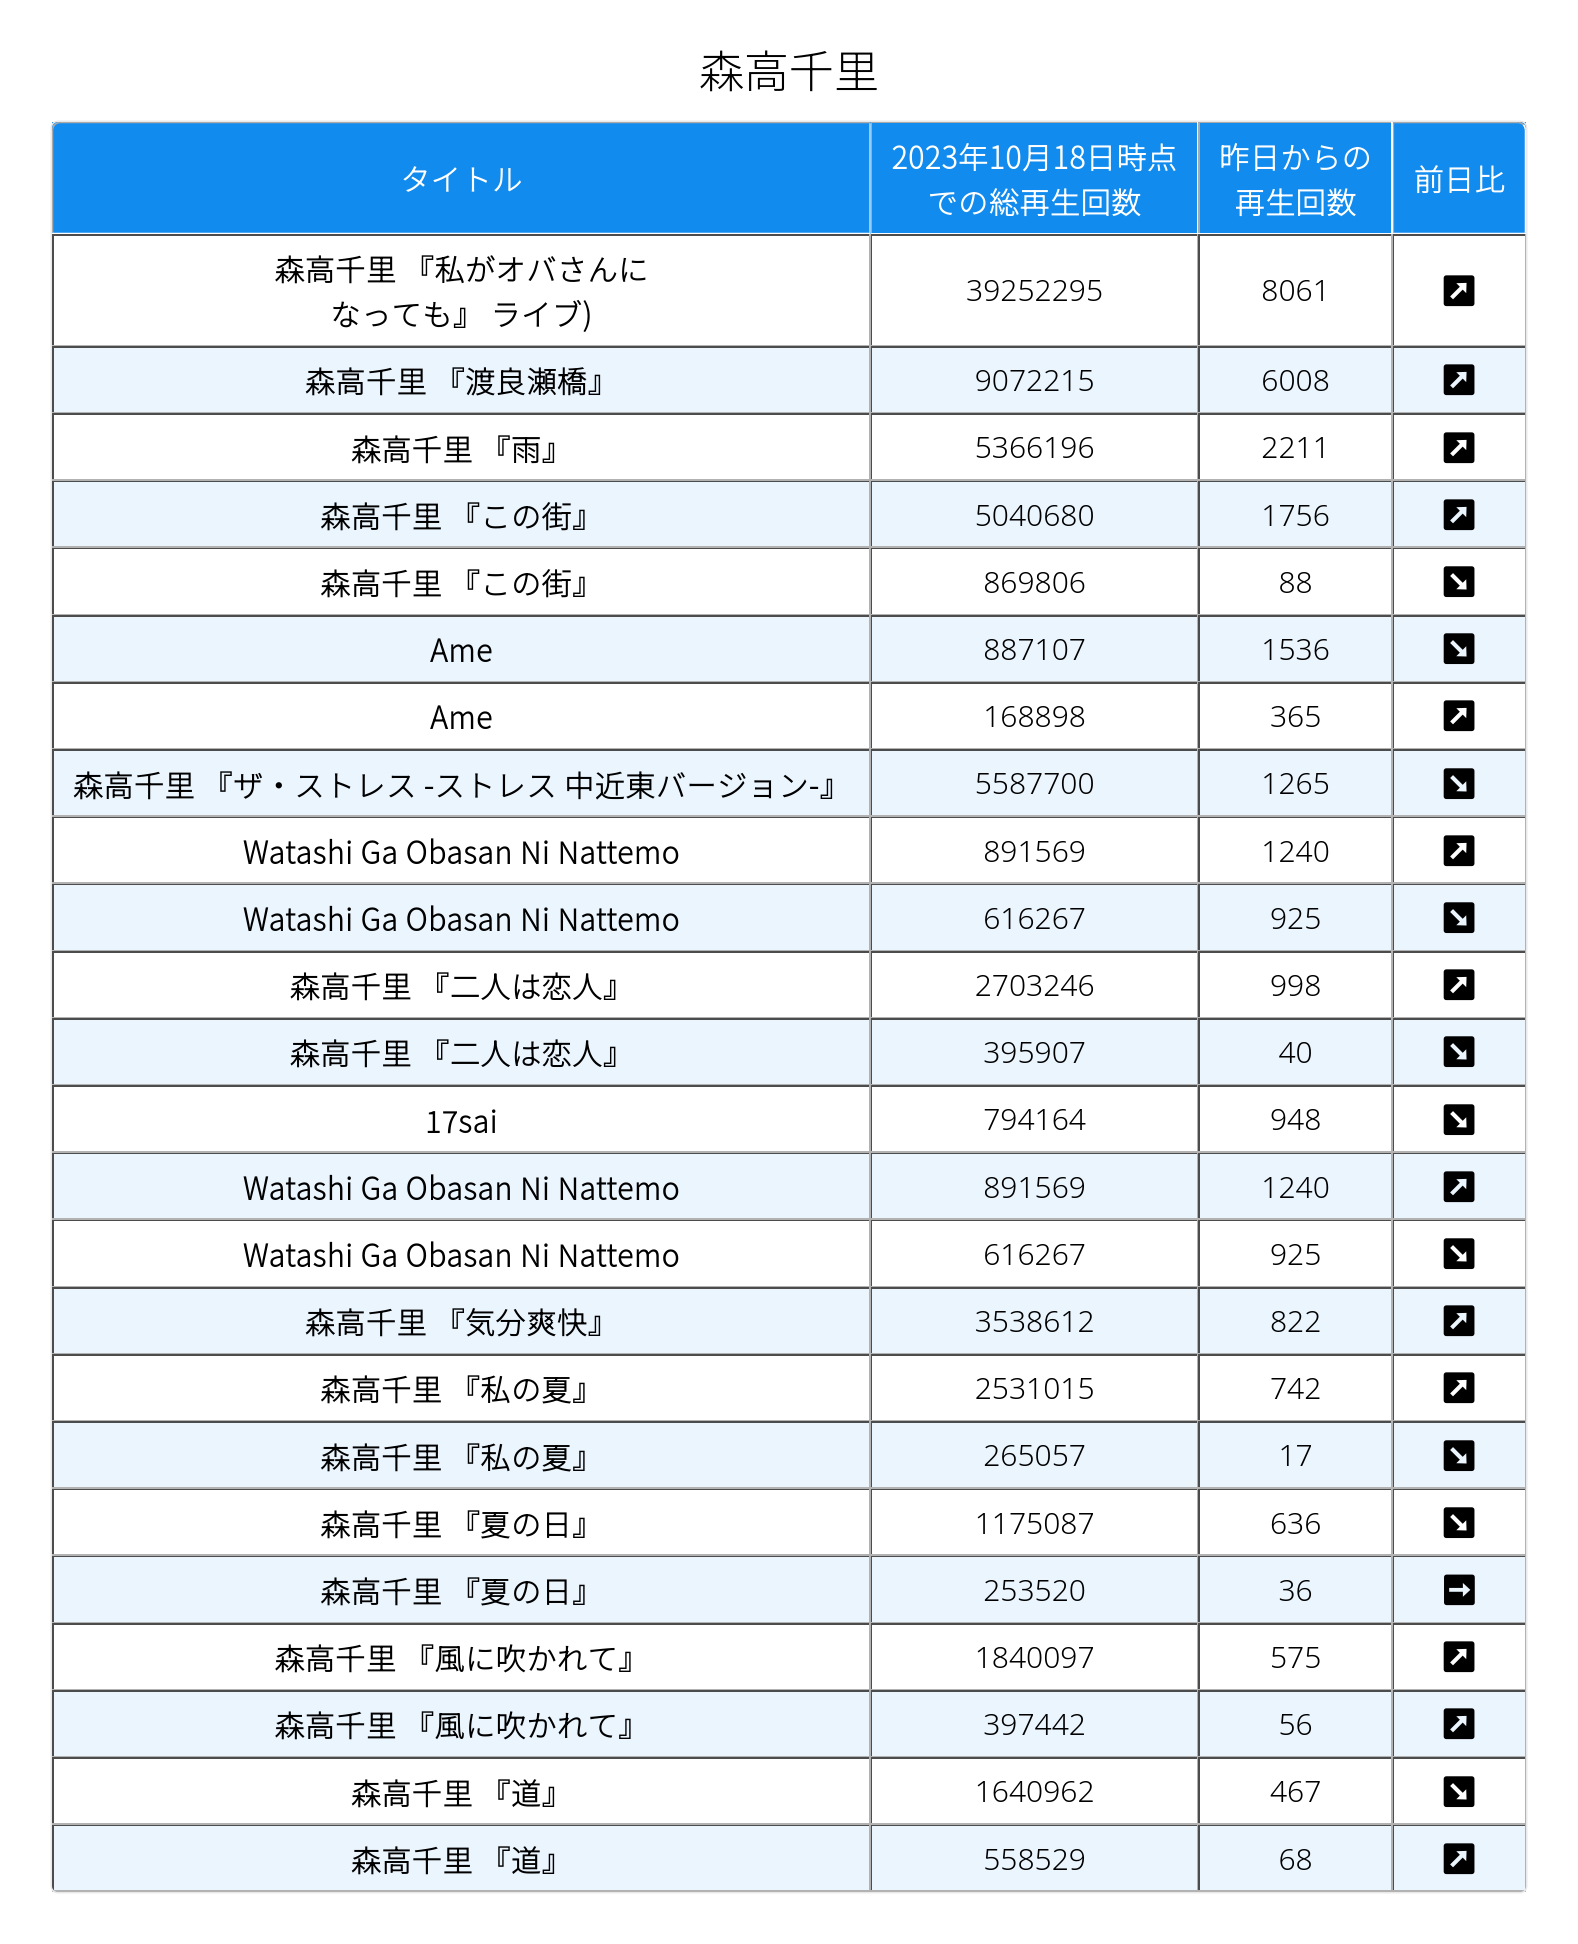 森高千里
タイトル
2023年10月18日時点
での総再生回数
昨日からの
再生回数
前日比
森高千里 『私がオバさんに
なっても』 ライブ)
39252295 8061 ↗
森高千里 『渡良瀬橋』 9072215 6008 ↗
森高千里 『雨』 5366196 2211 ↗
森高千里 『この街』 5040680 1756 ↗
森高千里 『この街』 869806 88 ↘
Ame 887107 1536 ↘
Ame 168898 365 ↗
森高千里 『ザ・ストレス -ストレス 中近東バージョン-』 5587700 1265 ↘
Watashi Ga Obasan Ni Nattemo 891569 1240 ↗
Watashi Ga Obasan Ni Nattemo 616267 925 ↘
森高千里 『二人は恋人』 2703246 998 ↗
森高千里 『二人は恋人』 395907 40 ↘
17sai 794164 948 ↘
Watashi Ga Obasan Ni Nattemo 891569 1240 ↗
Watashi Ga Obasan Ni Nattemo 616267 925 ↘
森高千里 『気分爽快』 3538612 822 ↗
森高千里 『私の夏』 2531015 742 ↗
森高千里 『私の夏』 265057 17 ↘
森高千里 『夏の日』 1175087 636 ↘
森高千里 『夏の日』 253520 36 →
森高千里 『風に吹かれて』 1840097 575 ↗
森高千里 『風に吹かれて』 397442 56 ↗
森高千里 『道』 1640962 467 ↘
森高千里 『道』 558529 68 ↗